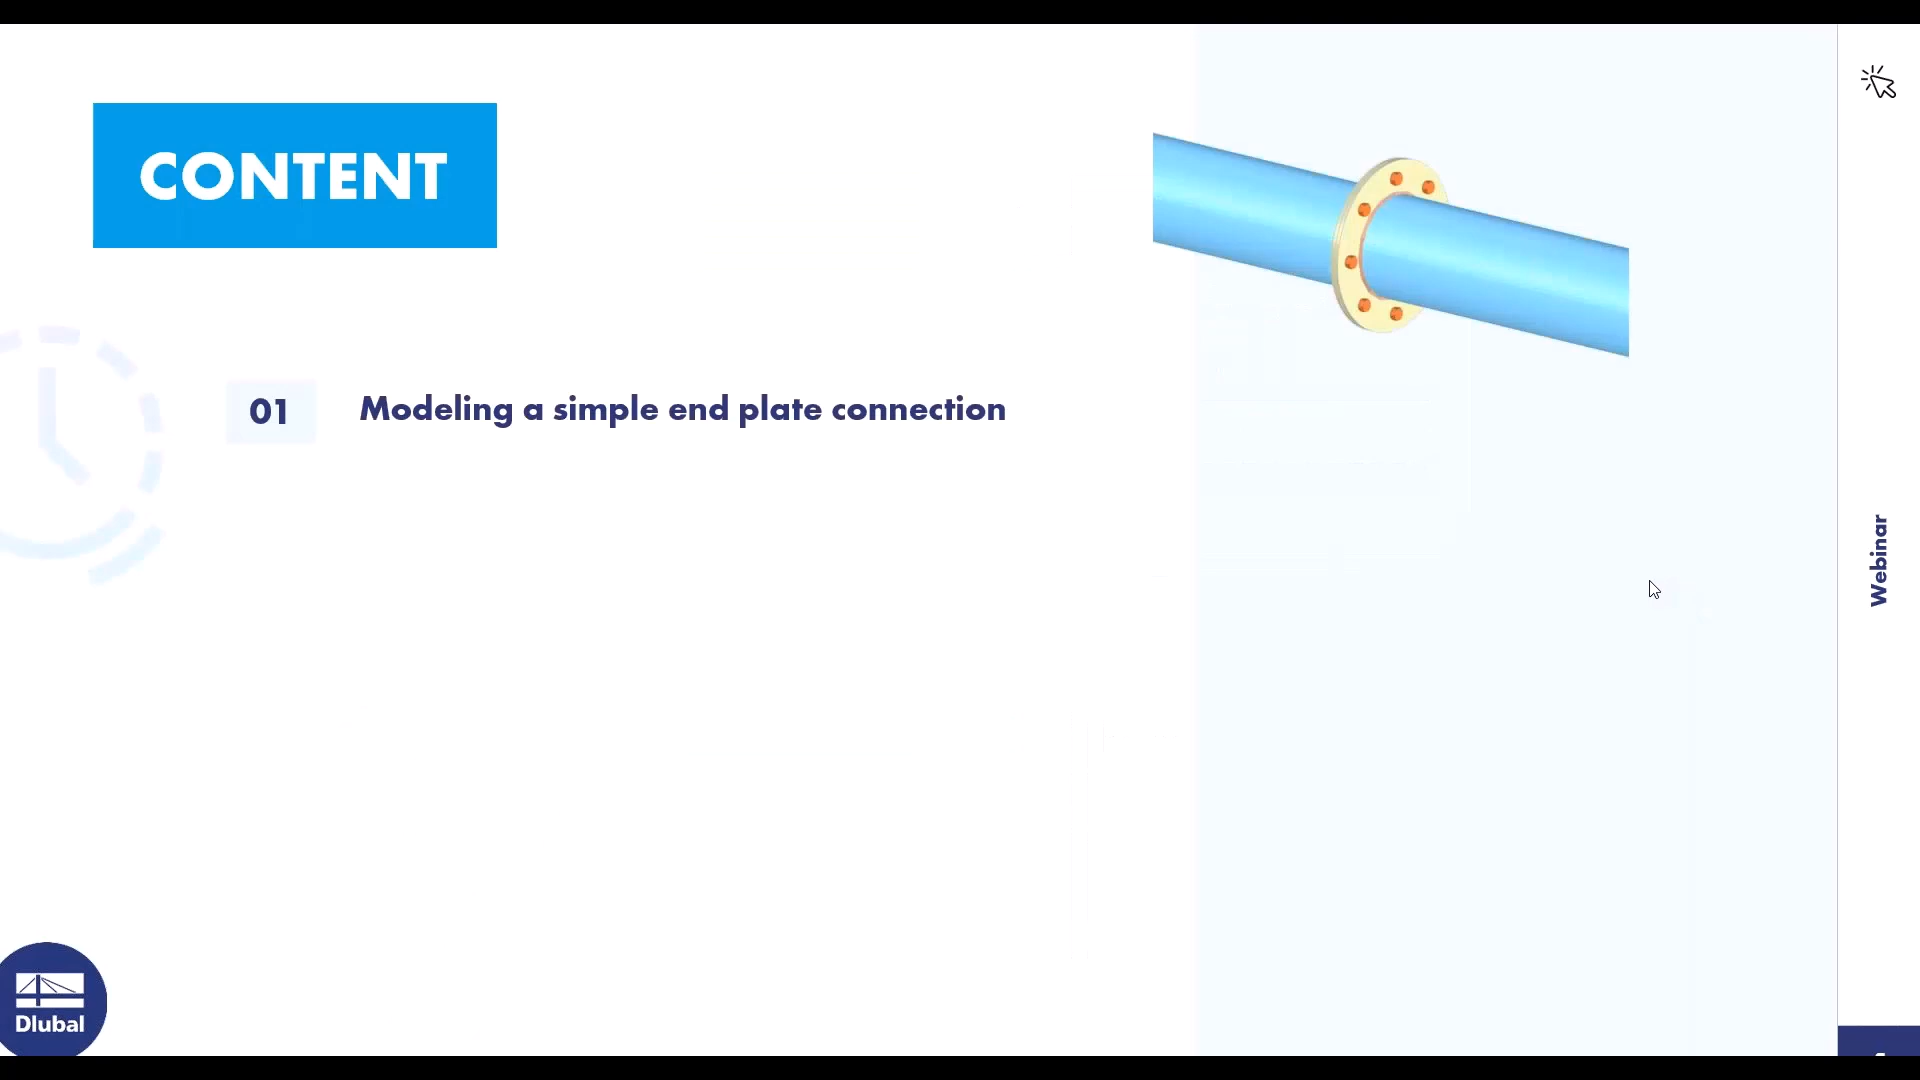 CONTENT
01 Modeling a simple end plate connection
Webinar
Dlubal